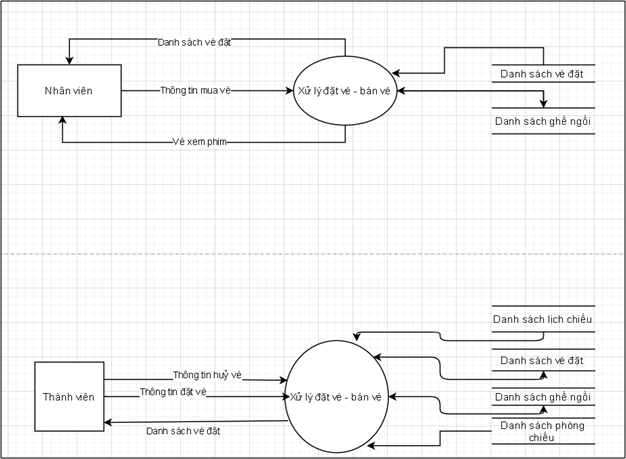 Danh sách vé đặt
Nhân viên
Thông tin mua vé
Xử lý đặt vé - bán vé
Danh sách vé đặt
Danh sách ghế ngồi
Vé xem phim
Danh sách lịch chiếu
Thông tin huỷ vé
Danh sách vé đặt
Thành viên
Thông tin đặt vé
Xử lý đặt vé - bán vé
Danh sách ghế ngồi
Danh sách vé đặt
Danh sách phòng
chiếu